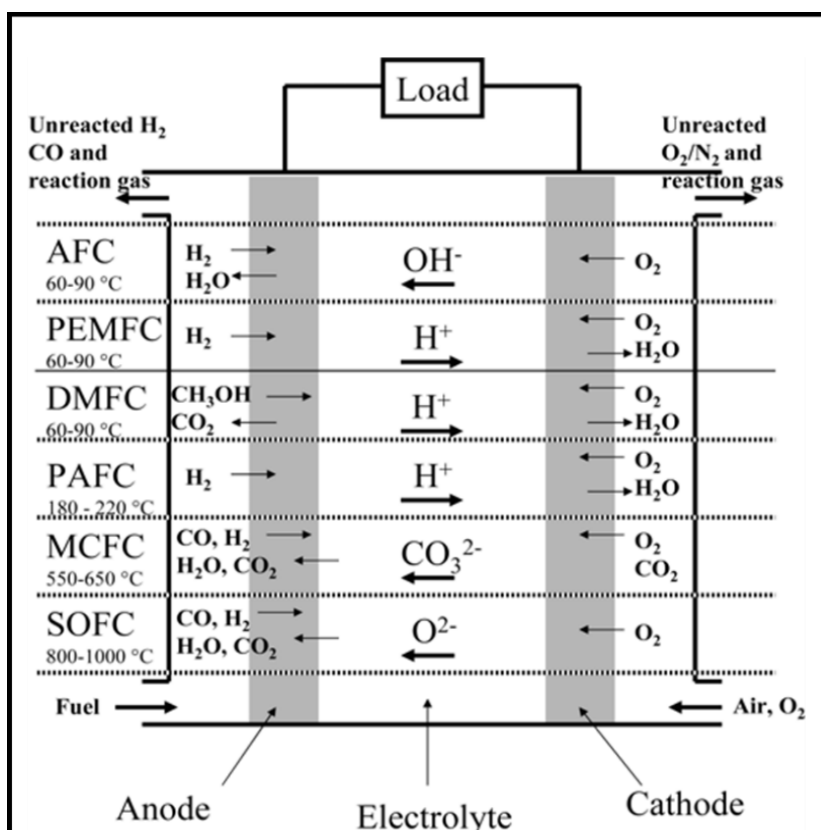 Load
Unreacted H₂
CO and
reaction gas
Unreacted
O₂/N₂ and
reaction gas
AFC
60-90 °C
H₂
H₂O
OH⁻
O₂
PEMFC
60-90 °C
H₂
H⁺
O₂
H₂O
DMFC
60-90 °C
CH₃OH
CO₂
H⁺
O₂
H₂O
PAFC
180 - 220 °C
H₂
H⁺
O₂
H₂O
MCFC
550-650 °C
CO, H₂
H₂O, CO₂
CO₃²⁻
O₂
CO₂
SOFC
800-1000 °C
CO, H₂
H₂O, CO₂
O²⁻
O₂
Fuel
Air, O₂
Anode
Electrolyte
Cathode